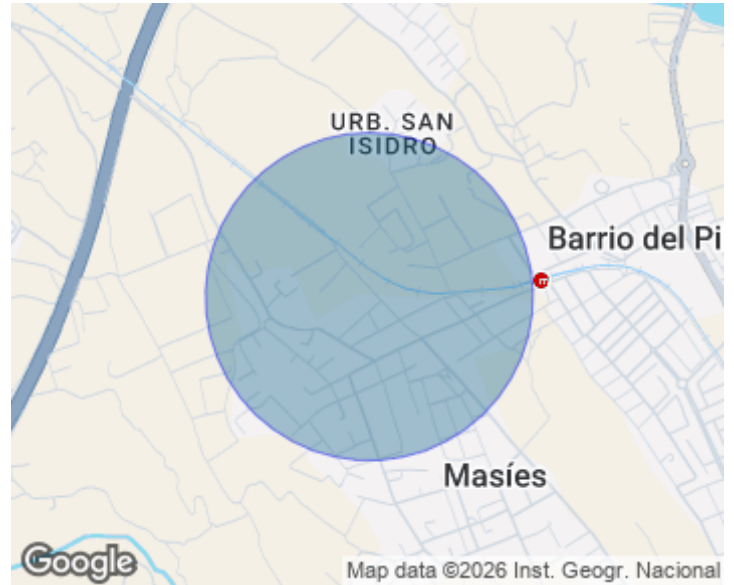 URB. SAN
ISIDRO
Barrio del Pi
Masíes
Google
Map data ©2026 Inst. Geogr. Nacional